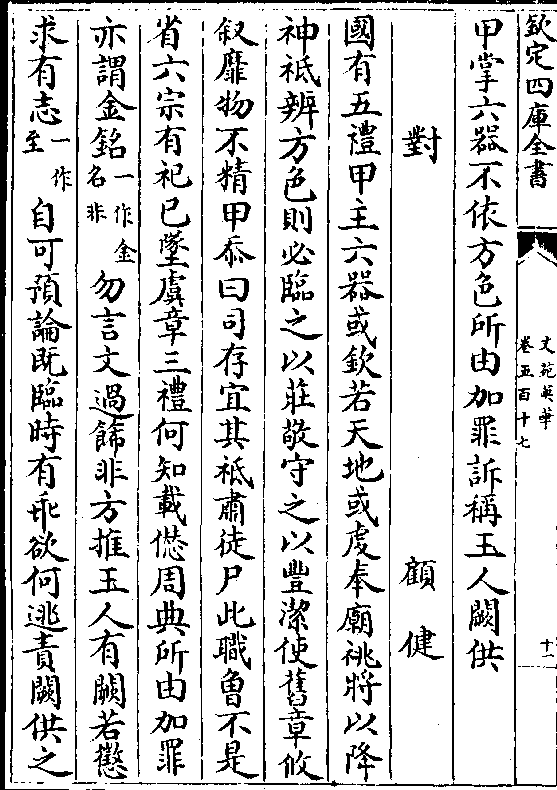 欽定四庫全書
文苑英華
卷五百十七
十一
甲掌六器不依方色所由加罪訴稱玉人闕供
對 顧健
國有五禮甲主六器或欽若天地或䖍奉廟祧將以降
神祇辨方色則必臨之以莊敬守之以豐潔使舊章攸
叙靡物不精甲忝曰司存宜其祗肅徒尸此職魯不是
省六宗有祀已墜虞章三禮何知載愆周典所由加罪
亦謂金銘一作金名非勿言文過餙非方推玉人有闕若懲
求有志一作至自可預論既臨時有乖欲何逃責闕供之